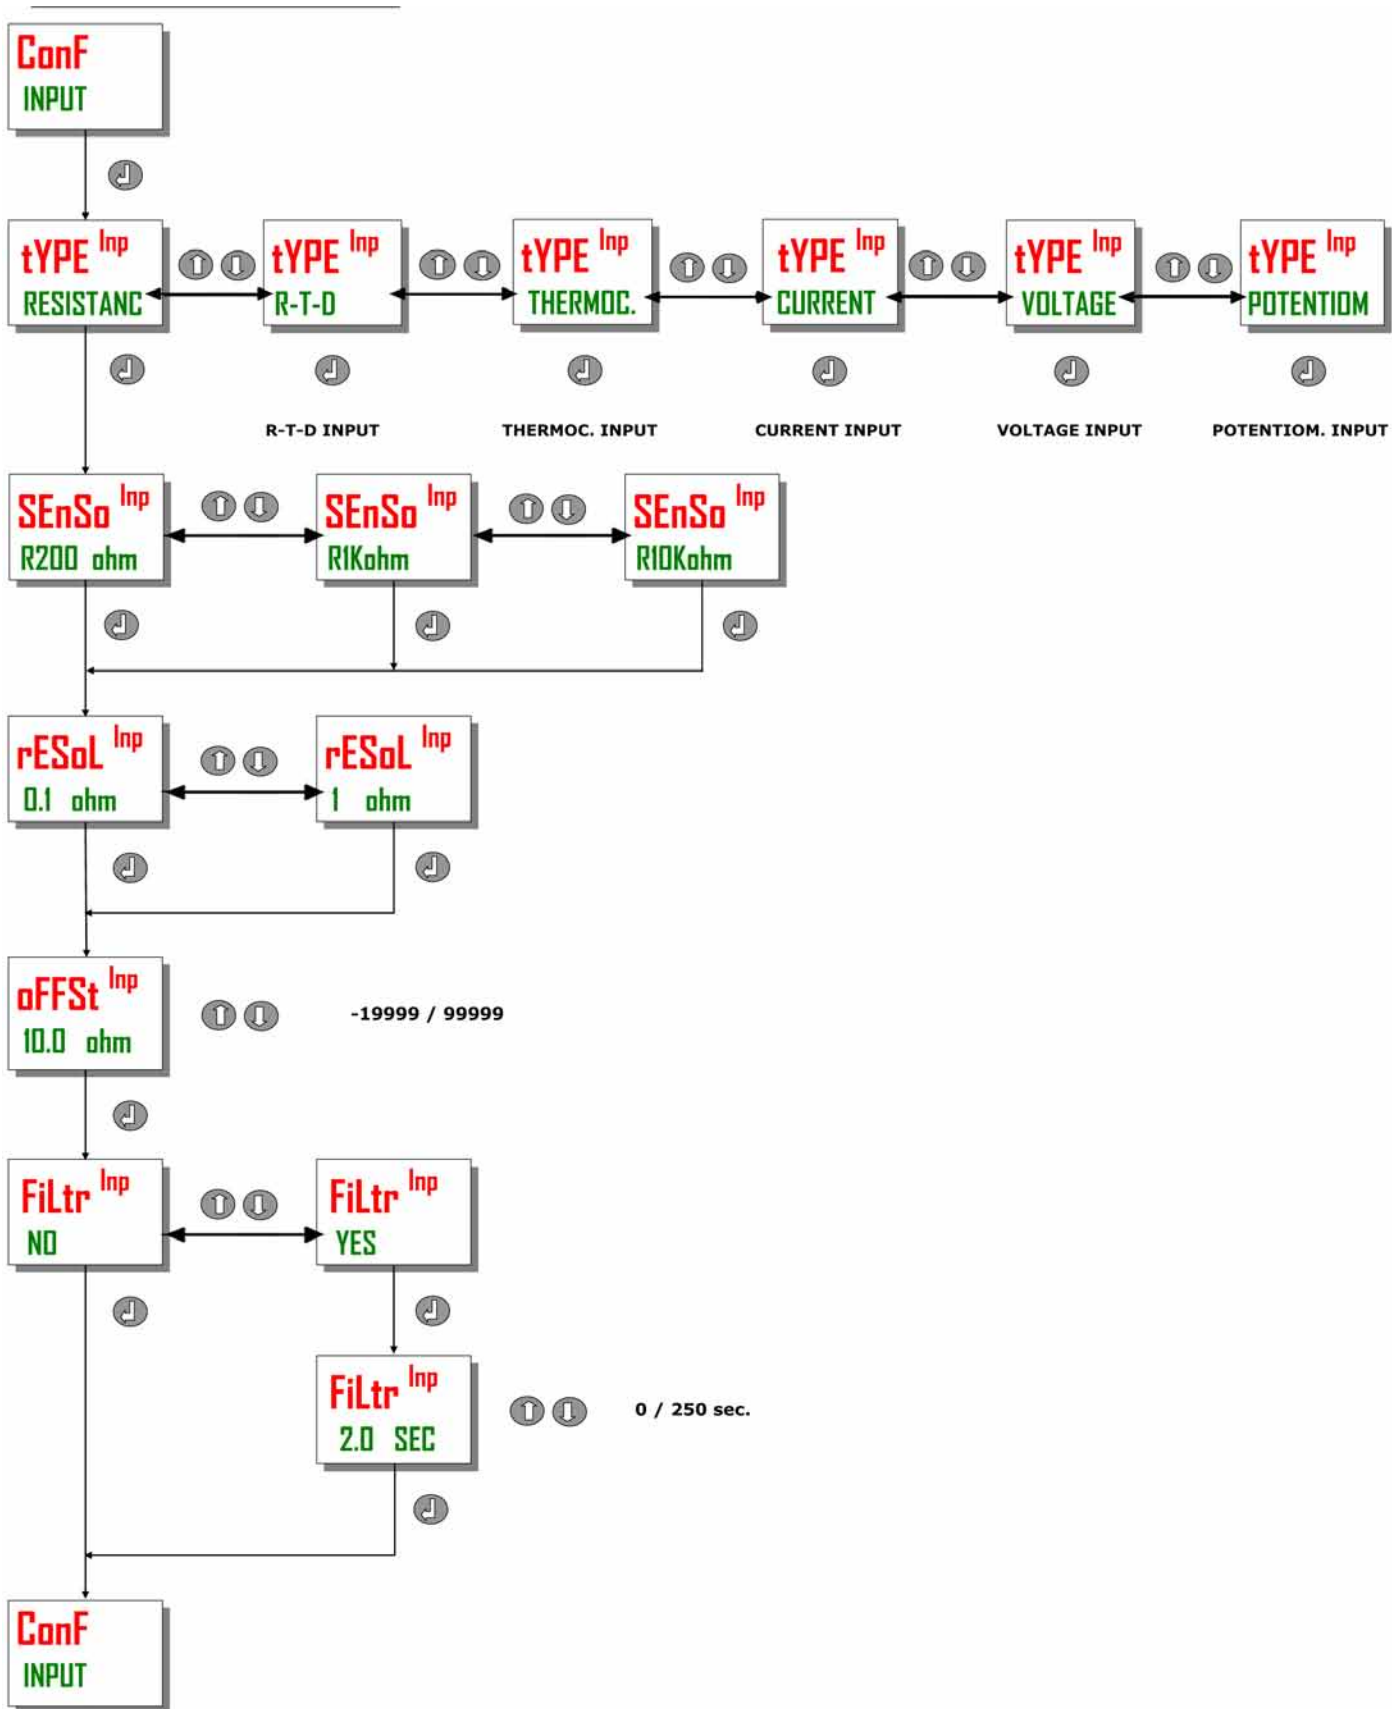 ConF
INPUT
tYPE Inp
RESISTANC
tYPE Inp
R-T-D
tYPE Inp
THERMOC.
tYPE Inp
CURRENT
tYPE Inp
VOLTAGE
tYPE Inp
POTENTIOM
R-T-D INPUT
THERMOC. INPUT
CURRENT INPUT
VOLTAGE INPUT
POTENTIOM. INPUT
SEnSo Inp
R200 ohm
SEnSo Inp
R1Kohm
SEnSo Inp
R10Kohm
rESoL Inp
0.1 ohm
rESoL Inp
1 ohm
oFFSt Inp
10.0 ohm
-19999 / 99999
FiLtr Inp
NO
FiLtr Inp
YES
FiLtr Inp
2.0 SEC
0 / 250 sec.
ConF
INPUT